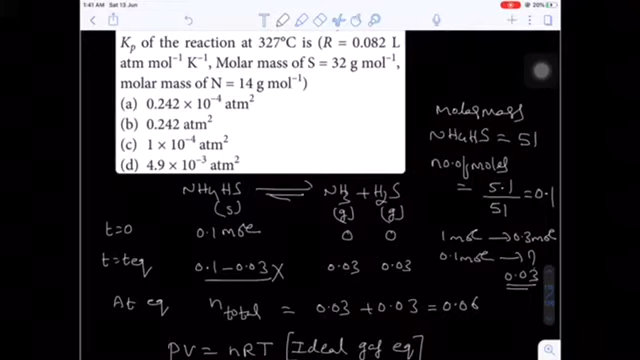 1:41 AM Sat 13 Jun
20%
Kp of the reaction at 327°C is (R = 0.082 L
atm mol⁻¹ K⁻¹, Molar mass of S = 32 g mol⁻¹,
molar mass of N = 14 g mol⁻¹)
(a) 0.242 × 10⁻⁴ atm²
(b) 0.242 atm²
(c) 1 × 10⁻⁴ atm²
(d) 4.9 × 10⁻³ atm²
Molar mass
NH4HS = 51
no. of moles
= 5.1/51 = 0.1
1 mole → 0.3 mole
0.1 mole → ?
0.03
NH4HS ⇌ NH3 + H2S
(s) (g) (g)
t=0 0.1 mole 0 0
t=teq 0.1-0.03 X 0.03 0.03
At eq n total = 0.03 + 0.03 = 0.06
PV = nRT [Ideal gas eq]